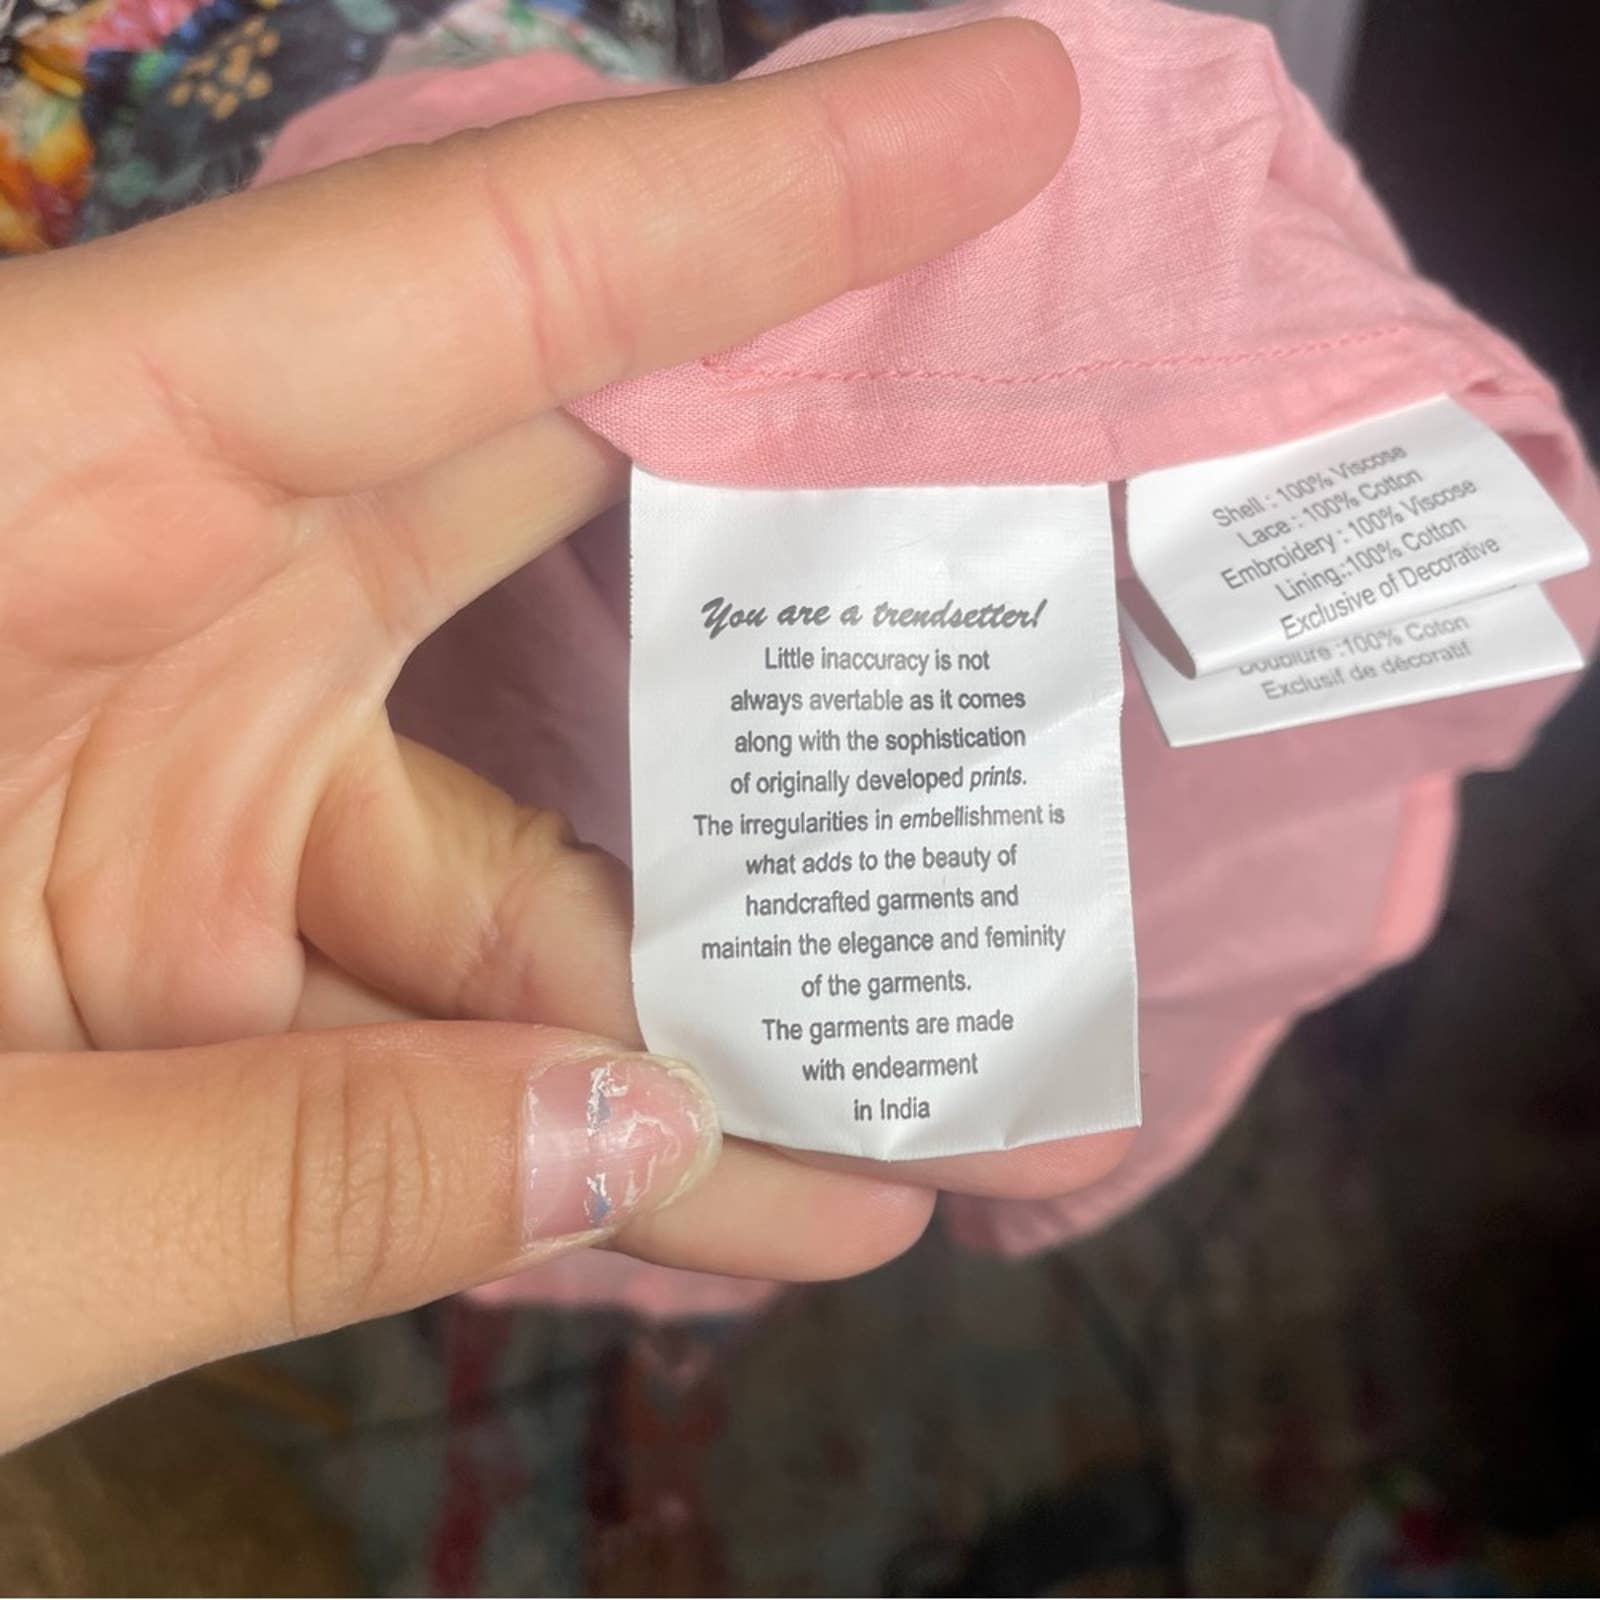 You are a trendsetter!
Little inaccuracy is not
always avertable as it comes
along with the sophistication
of originally developed prints.
The irregularities in embellishment is
what adds to the beauty of
handcrafted garments and
maintain the elegance and feminity
of the garments.
The garments are made
with endearment
in India
Shell : 100% Viscose
Lace : 100% Cotton
Embroidery : 100% Viscose
Lining.:100% Cotton
Exclusive of Decorative
Doublure :100% Coton
Exclusif de décoratif